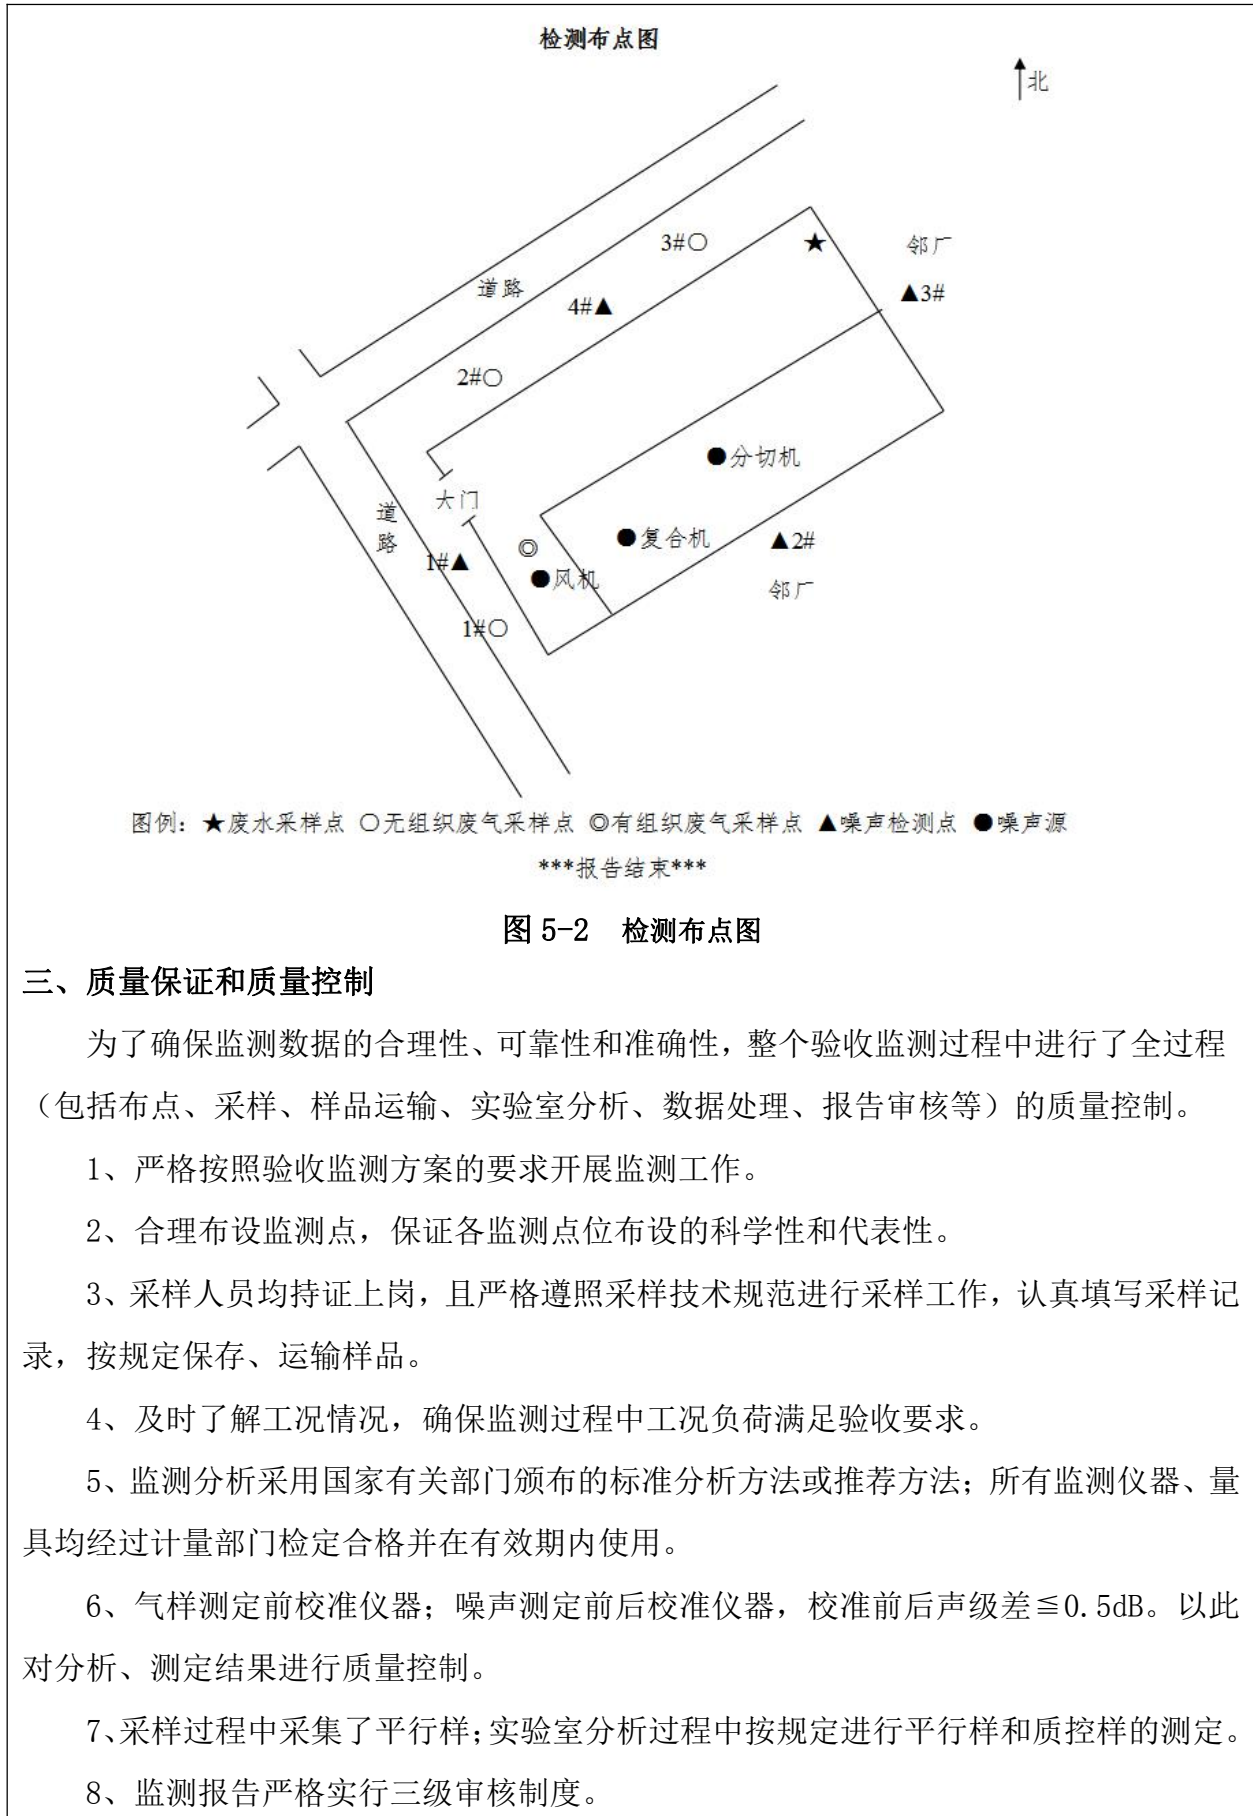 检测布点图
北
3#○
★
邻厂
道路
4#▲
▲3#
2#○
●分切机
大门
道
路
◎
●复合机
▲2#
1#▲
●风机
邻厂
1#○
图例：★废水采样点 ○无组织废气采样点 ◎有组织废气采样点 ▲噪声检测点 ●噪声源
***报告结束***
图 5-2 检测布点图
三、质量保证和质量控制
为了确保监测数据的合理性、可靠性和准确性，整个验收监测过程中进行了全过程
（包括布点、采样、样品运输、实验室分析、数据处理、报告审核等）的质量控制。
1、严格按照验收监测方案的要求开展监测工作。
2、合理布设监测点，保证各监测点位布设的科学性和代表性。
3、采样人员均持证上岗，且严格遵照采样技术规范进行采样工作，认真填写采样记
录，按规定保存、运输样品。
4、及时了解工况情况，确保监测过程中工况负荷满足验收要求。
5、监测分析采用国家有关部门颁布的标准分析方法或推荐方法；所有监测仪器、量
具均经过计量部门检定合格并在有效期内使用。
6、气样测定前校准仪器；噪声测定前后校准仪器，校准前后声级差≦0.5dB。以此
对分析、测定结果进行质量控制。
7、采样过程中采集了平行样；实验室分析过程中按规定进行平行样和质控样的测定。
8、监测报告严格实行三级审核制度。